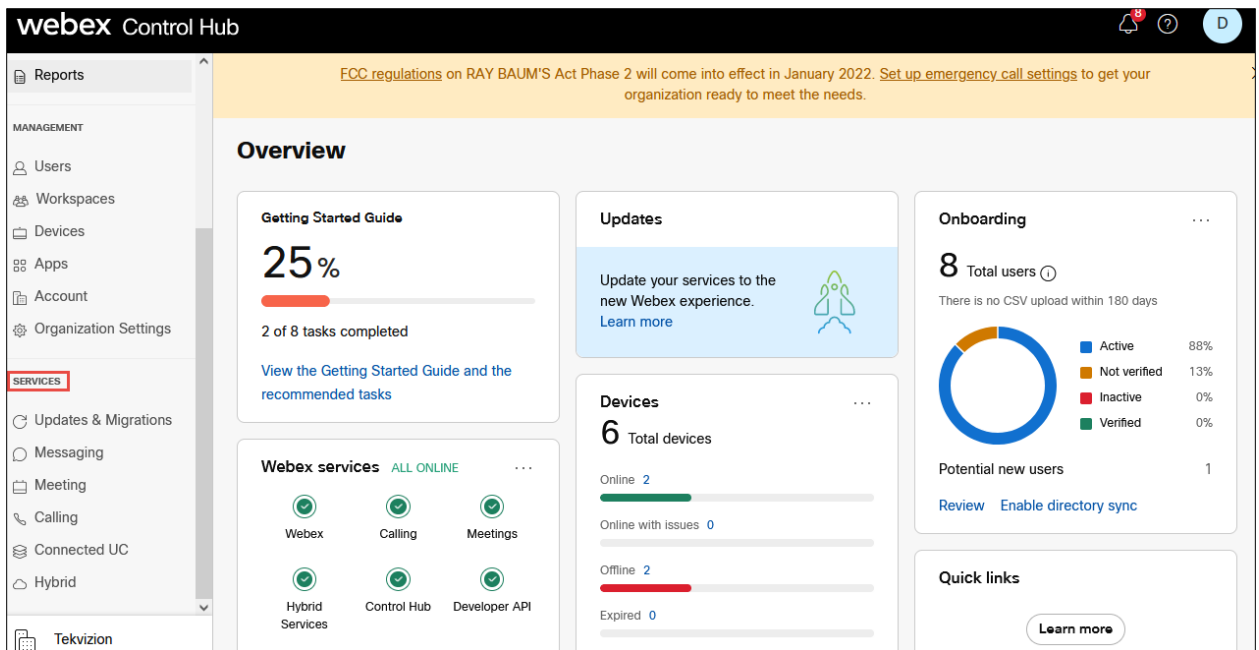 webex Control Hub
8
D
Reports
MANAGEMENT
Users
Workspaces
Devices
Apps
Account
Organization Settings
SERVICES
Updates & Migrations
Messaging
Meeting
Calling
Connected UC
Hybrid
Tekvizion
FCC regulations on RAY BAUM'S Act Phase 2 will come into effect in January 2022. Set up emergency call settings to get your
organization ready to meet the needs.
Overview
Getting Started Guide
25%
2 of 8 tasks completed
View the Getting Started Guide and the
recommended tasks
Webex services ALL ONLINE ...
Webex Calling Meetings
Hybrid Control Hub Developer API
Services
Updates
Update your services to the
new Webex experience.
Learn more
Devices ...
6 Total devices
Online 2
Online with issues 0
Offline 2
Expired 0
Onboarding ...
8 Total users
There is no CSV upload within 180 days
Active 88%
Not verified 13%
Inactive 0%
Verified 0%
Potential new users 1
Review Enable directory sync
Quick links
Learn more